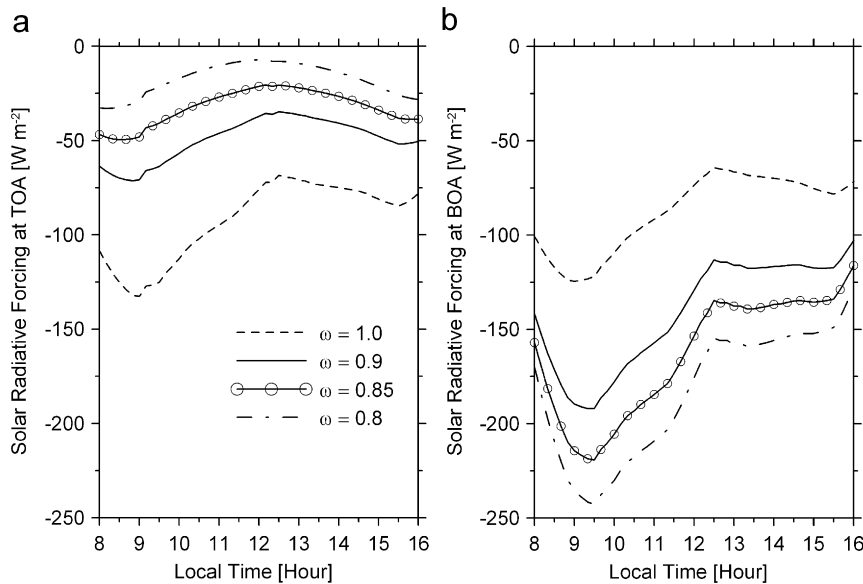 a
Solar Radiative Forcing at TOA [W m-2]
0
-50
-100
-150
-200
-250
ω = 1.0
ω = 0.9
ω = 0.85
ω = 0.8
8 9 10 11 12 13 14 15 16
Local Time [Hour]
b
Solar Radiative Forcing at BOA [W m-2]
0
-50
-100
-150
-200
-250
8 9 10 11 12 13 14 15 16
Local Time [Hour]